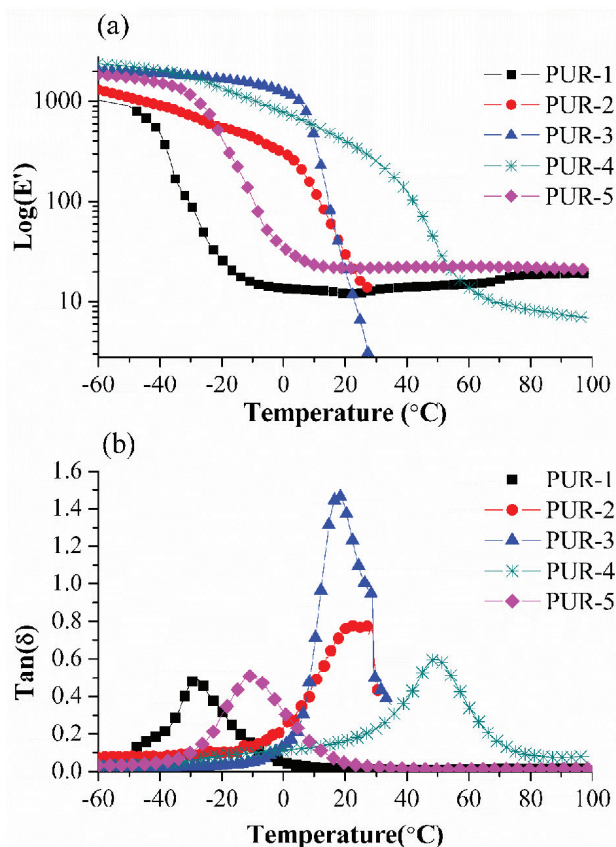 (a)
PUR-1
PUR-2
PUR-3
PUR-4
PUR-5
Log(E')
1000
100
10
-60 -40 -20 0 20 40 60 80 100
Temperature (°C)
(b)
PUR-1
PUR-2
PUR-3
PUR-4
PUR-5
Tan(δ)
1.6
1.4
1.2
1.0
0.8
0.6
0.4
0.2
0.0
-60 -40 -20 0 20 40 60 80 100
Temperature(°C)